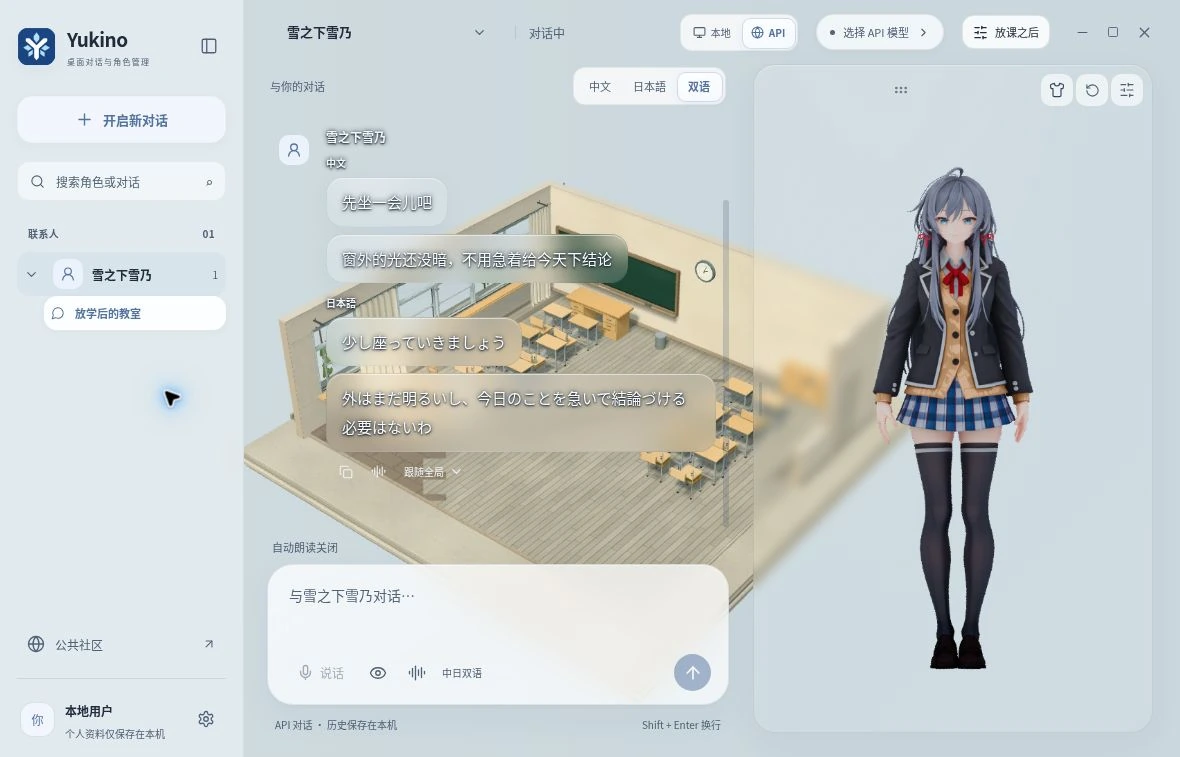 Yukino
桌面对话与角色管理
开启新对话
搜索角色或对话
联系人 01
雪之下雪乃 1
放学后的教室
公共社区
你
本地用户
个人资料仅保存在本机
雪之下雪乃
对话中
本地 API
选择 API 模型
放课之后
与你的对话
中文 日本語 双语
雪之下雪乃
中文
先坐一会儿吧
窗外的光还没暗，不用急着给今天下结论
日本語
少し座っていきましょう
外はまだ明るいし、今日のことを急いで結論づける
必要はないわ
跟随全局
自动朗读关闭
与雪之下雪乃对话…
说话 中日双语
API 对话 · 历史保存在本机
Shift + Enter 换行